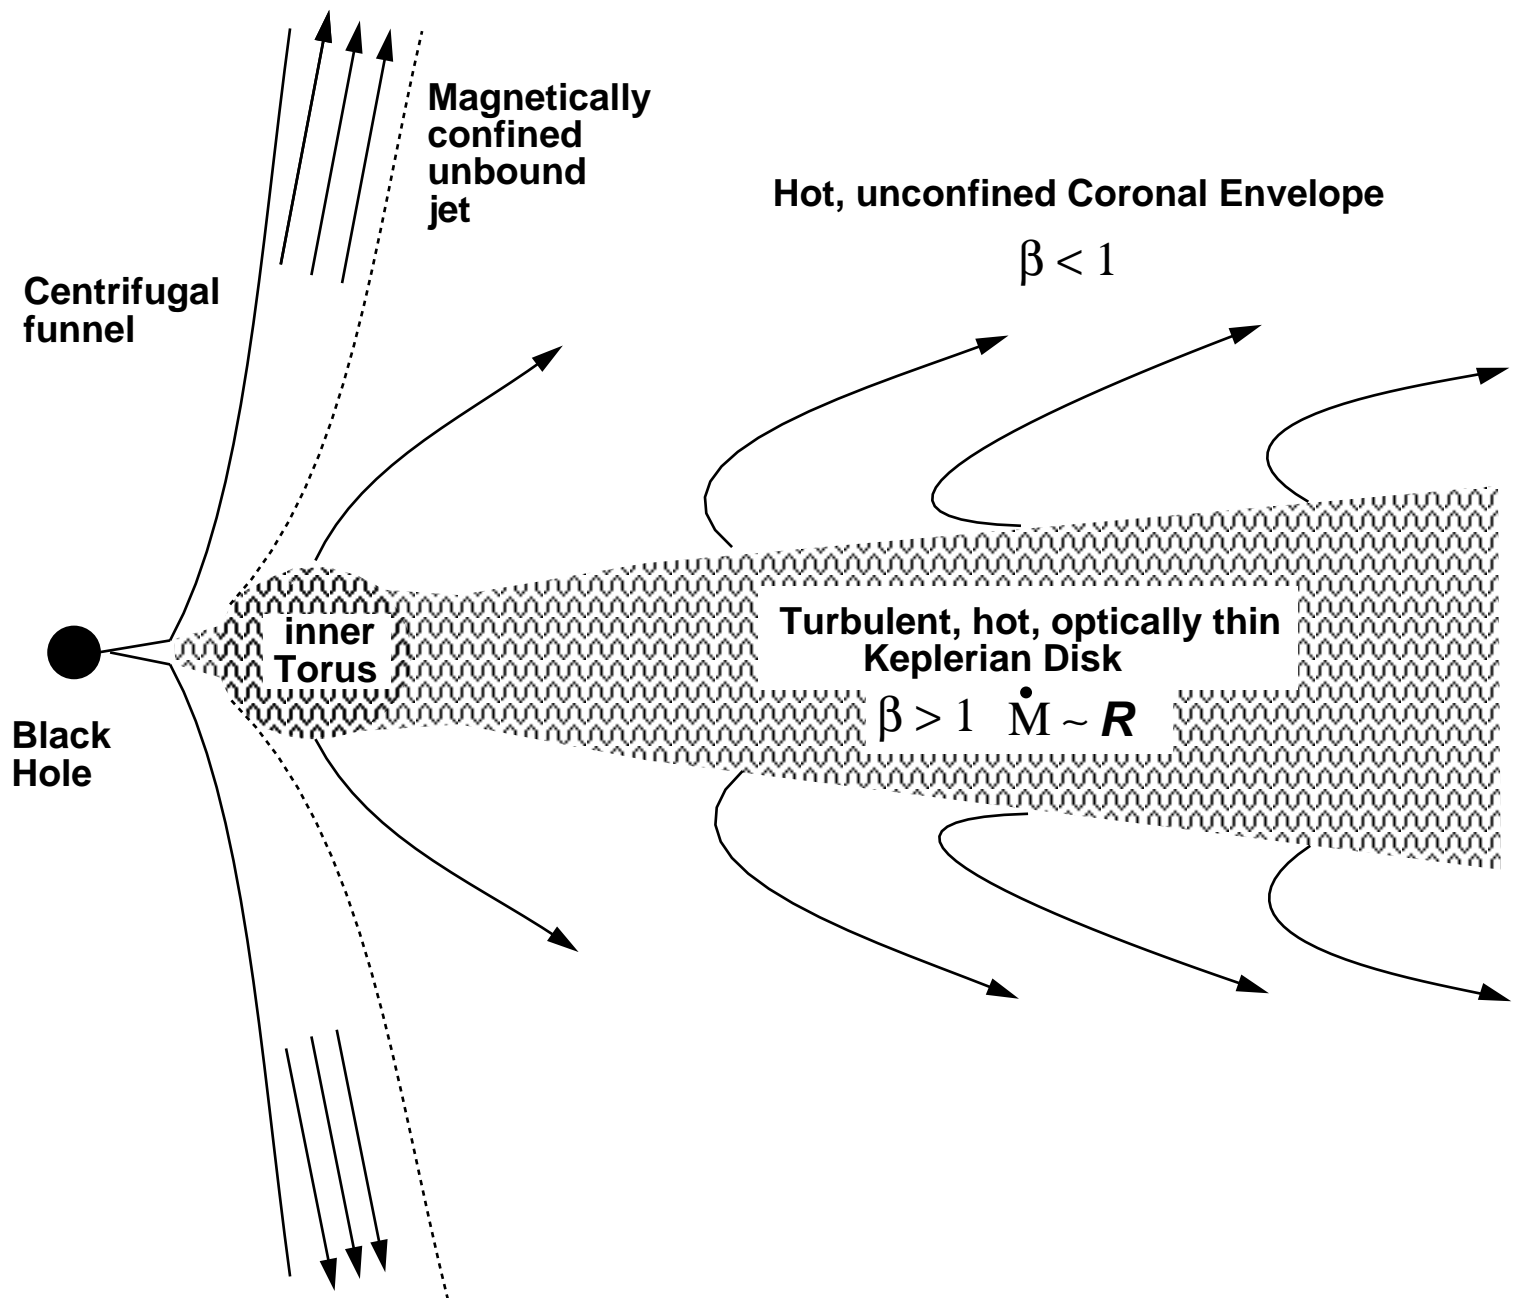 Magnetically
confined
unbound
jet
Hot, unconfined Coronal Envelope
β < 1
Centrifugal
funnel
inner
Torus
Turbulent, hot, optically thin
Keplerian Disk
β > 1 Ṁ ~ R
Black
Hole